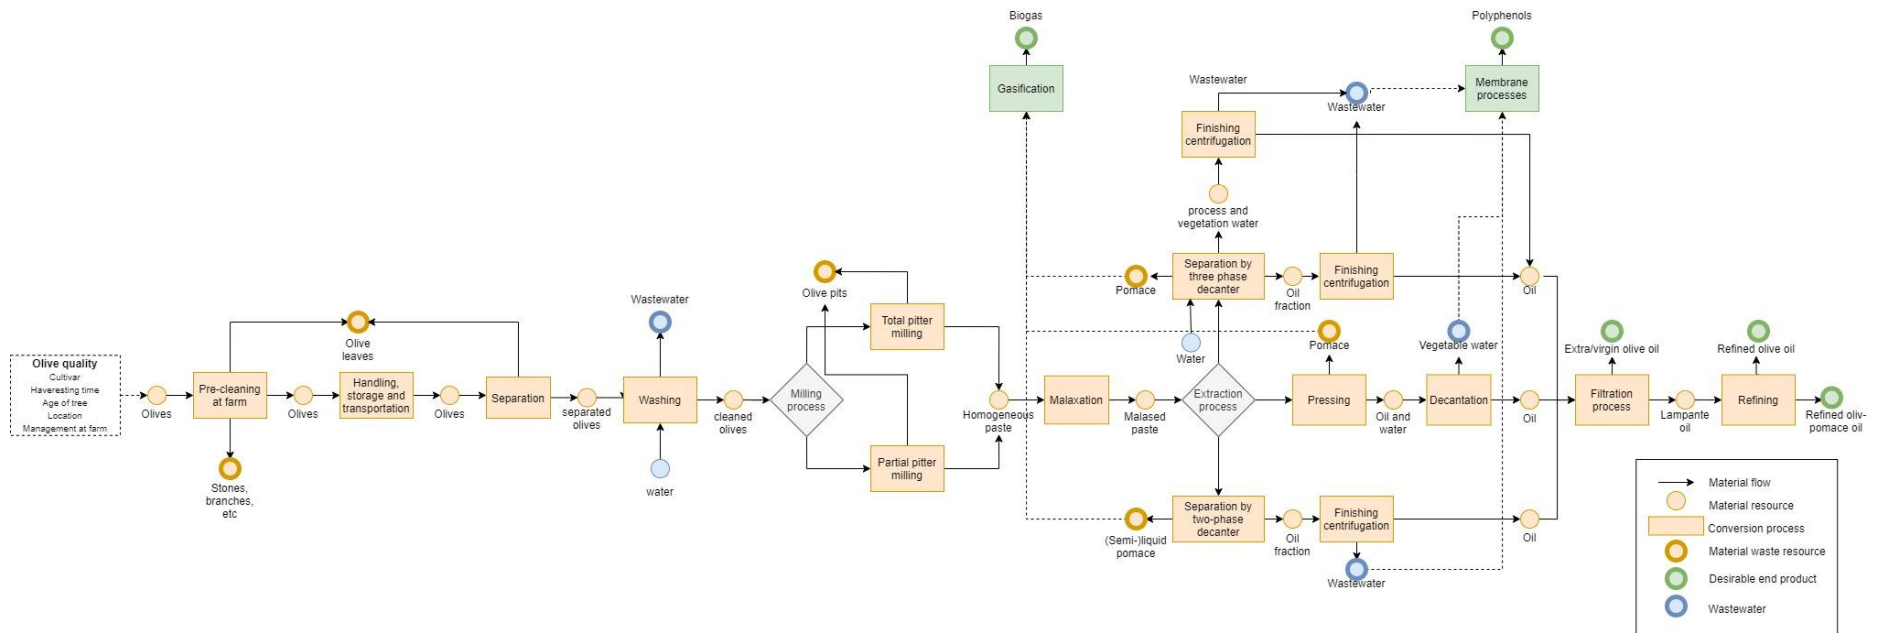 Biogas
Polyphenols
Gasification
Wastewater
Membrane
processes
Wastewater
Finishing
centrifugation
process and
vegetation water
Separation by
three phase
decanter
Finishing
centrifugation
Pomace
Oil
fraction
Oil
Olive pits
Wastewater
Total pitter
milling
Water
Pomace
Vegetable water
Extra/virgin olive oil
Refined olive oil
Olive
leaves
Olive quality
Cultivar
Haveresting time
Age of tree
Location
Management at farm
Olives
Pre-cleaning
at farm
Olives
Handling,
storage and
transportation
Olives
Separation
separated
olives
Washing
cleaned
olives
Milling
process
Homogeneous
paste
Malaxation
Malased
paste
Extraction
process
Pressing
Oil and
water
Decantation
Oil
Filtration
process
Lampante
oil
Refining
Refined oliv-
pomace oil
Stones,
branches,
etc
water
Partial pitter
milling
Separation by
two-phase
decanter
(Semi-)liquid
pomace
Oil
fraction
Finishing
centrifugation
Oil
Wastewater
Material flow
Material resource
Conversion process
Material waste resource
Desirable end product
Wastewater